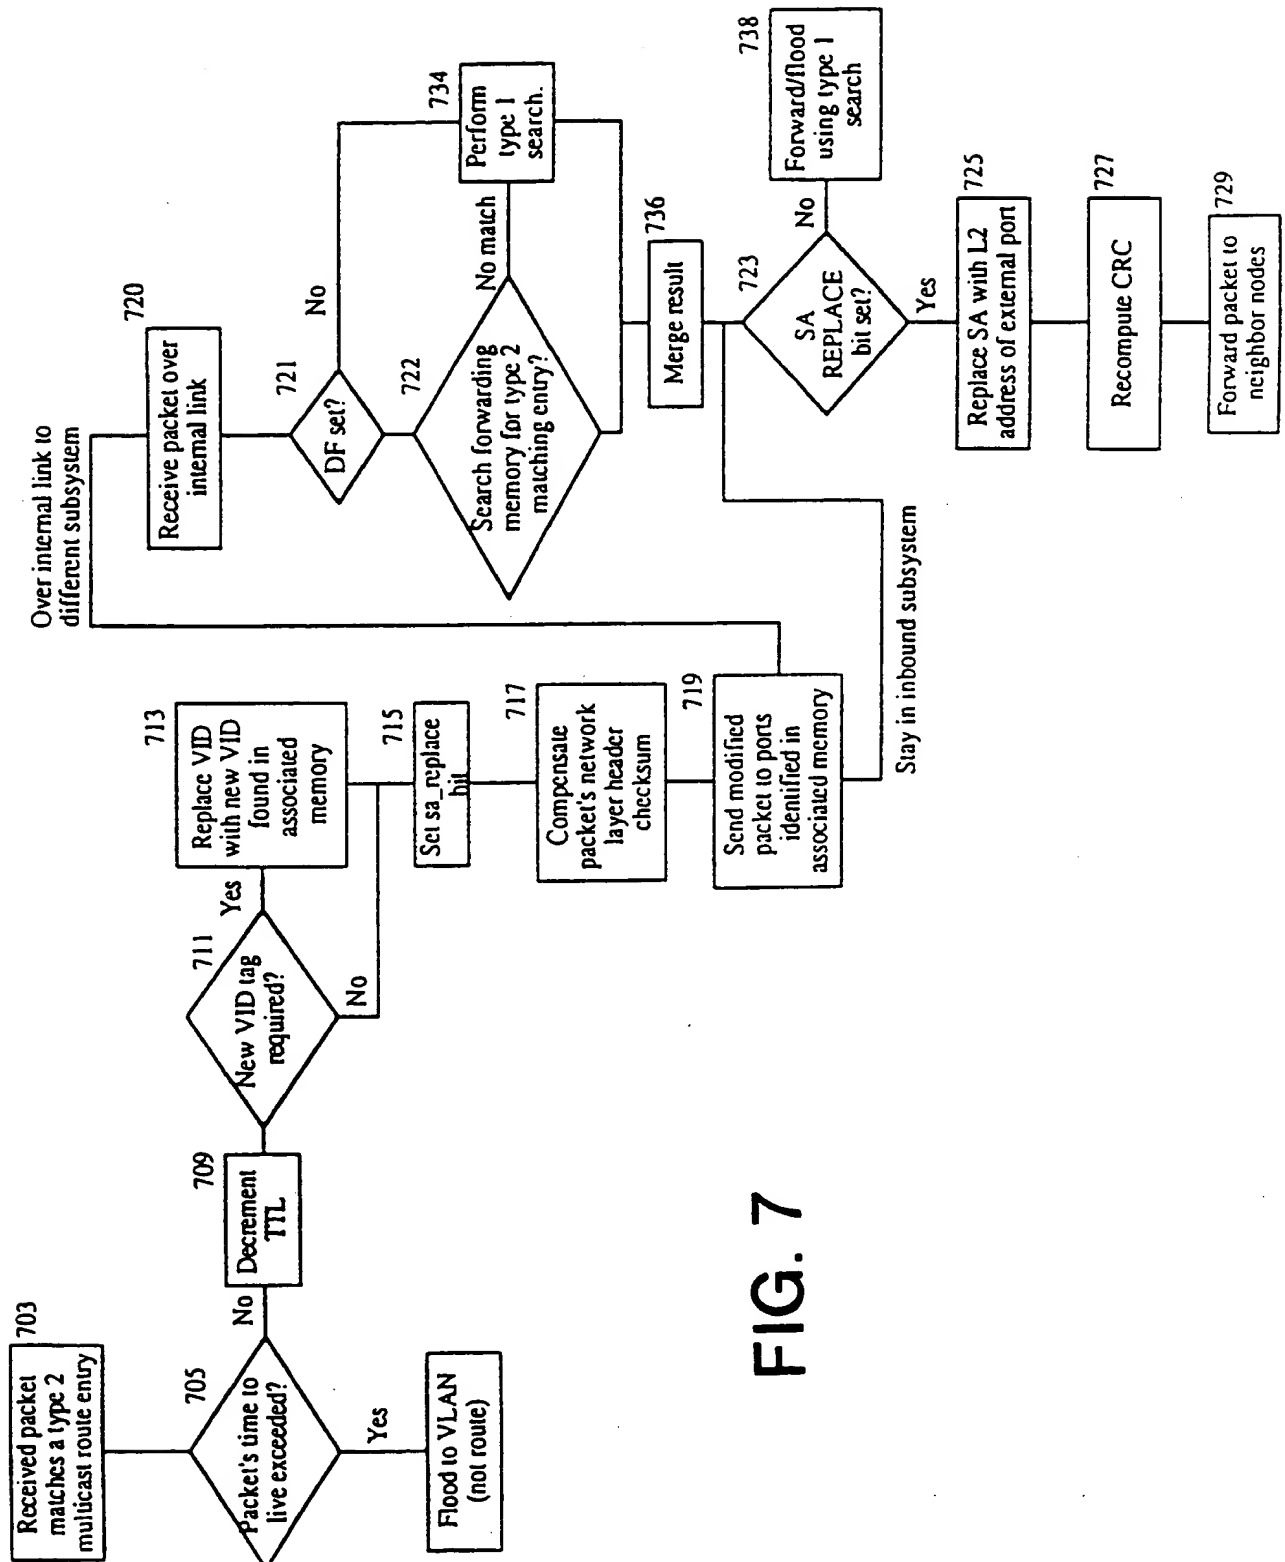 703
Received packet
matches a type 2
multicast route entry
705
Packet's time to
live exceeded?
Yes
Flood to VLAN
(not route)
No
709
Decrement
TTL
711
New VID tag
required?
Yes
No
713
Replace VID
with new VID
found in
associated
memory
715
Set sa_replace
bit
717
Compensate
packet's network
layer header
checksum
719
Send modified
packet to ports
identified in
associated memory
Over internal link to
different subsystem
Stay in inbound subsystem
720
Receive packet over
internal link
721
DF set?
No
722
Search forwarding
memory for type 2
matching entry?
No match
734
Perform
type 1
search.
736
Merge result
723
SA
REPLACE
bit set?
No
738
Forward/flood
using type 1
search
Yes
725
Replace SA with L2
address of external port
727
Recompute CRC
729
Forward packet to
neighbor nodes
FIG. 7